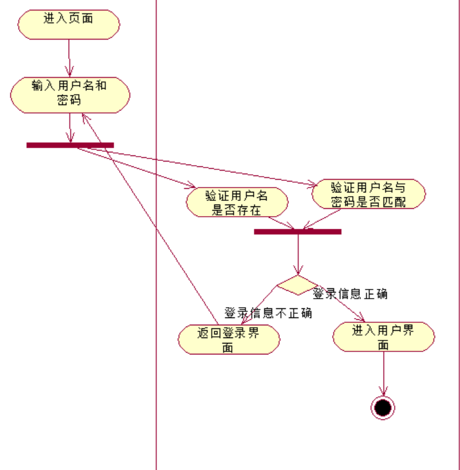 进入页面
输入用户名和
密码
验证用户名
是否存在
验证用户名与
密码是否匹配
登录信息正确
登录信息不正确
返回登录界
面
进入用户界
面